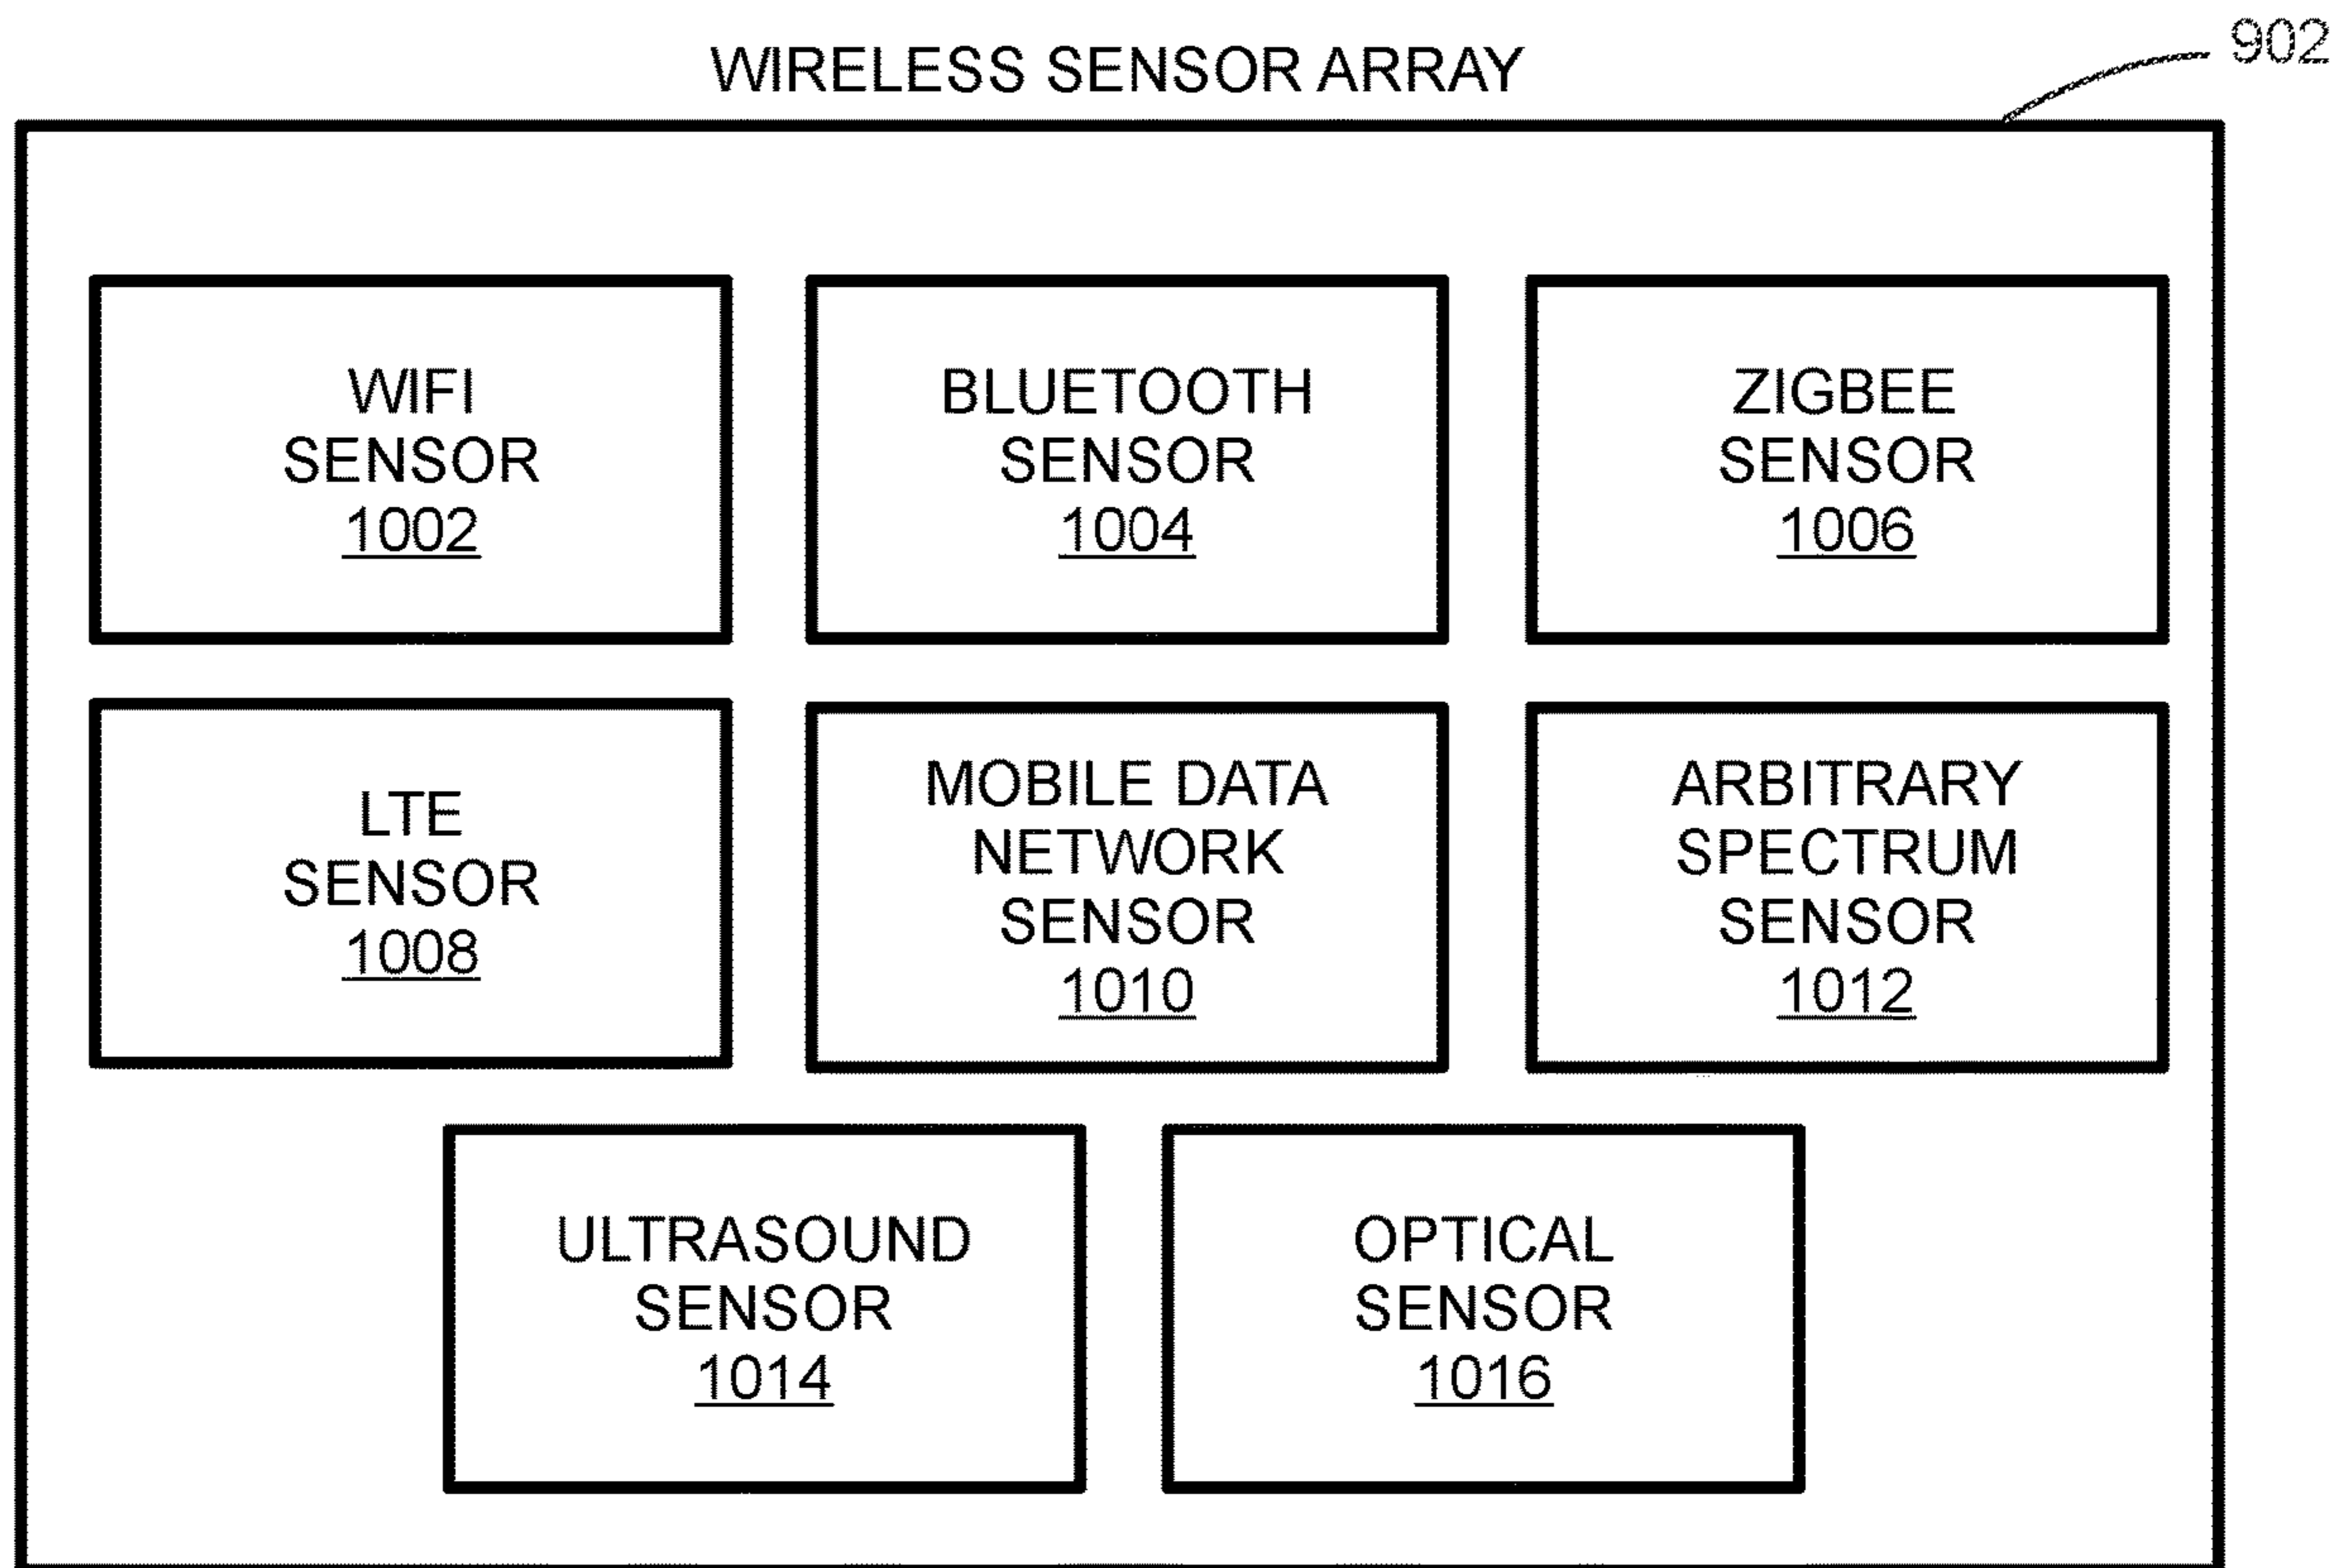 WIRELESS SENSOR ARRAY
902
WIFI
SENSOR
1002
BLUETOOTH
SENSOR
1004
ZIGBEE
SENSOR
1006
LTE
SENSOR
1008
MOBILE DATA
NETWORK
SENSOR
1010
ARBITRARY
SPECTRUM
SENSOR
1012
ULTRASOUND
SENSOR
1014
OPTICAL
SENSOR
1016